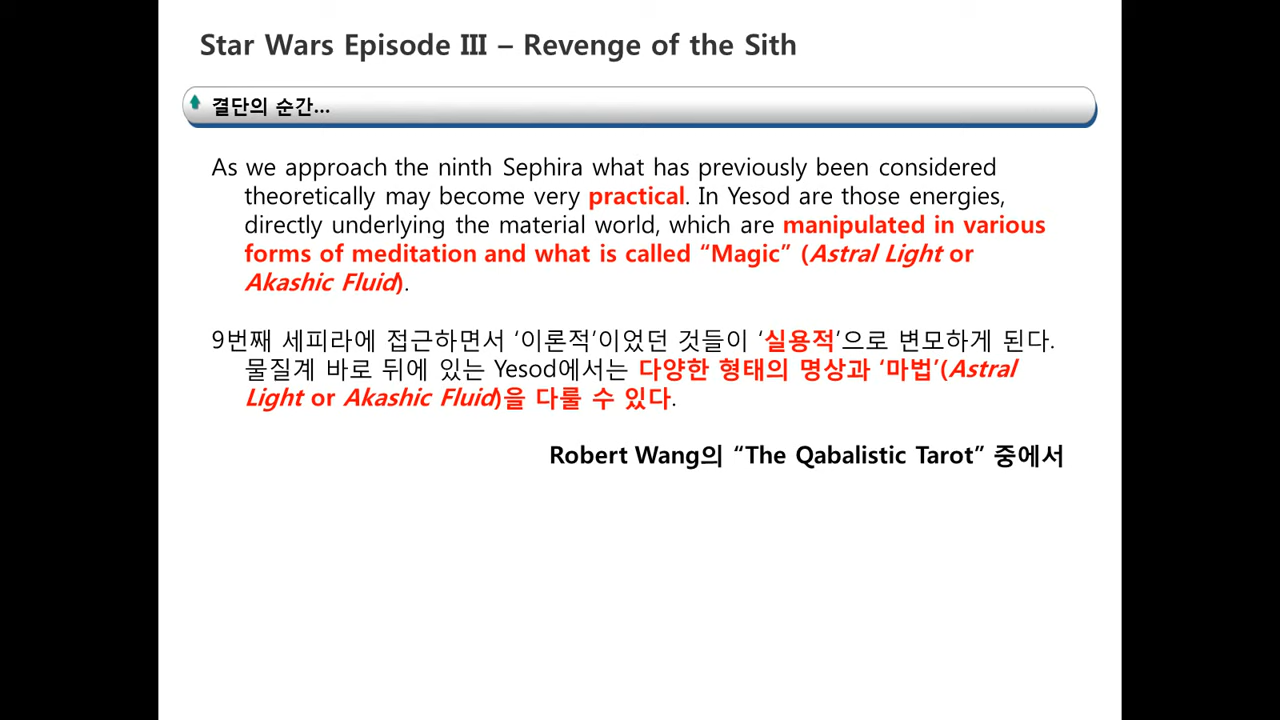 Star Wars Episode III – Revenge of the Sith
결단의 순간...
As we approach the ninth Sephira what has previously been considered
theoretically may become very practical. In Yesod are those energies,
directly underlying the material world, which are manipulated in various
forms of meditation and what is called “Magic” (Astral Light or
Akashic Fluid).
9번째 세피라에 접근하면서 ‘이론적’이었던 것들이 ‘실용적’으로 변모하게 된다.
물질계 바로 뒤에 있는 Yesod에서는 다양한 형태의 명상과 ‘마법’(Astral
Light or Akashic Fluid)을 다룰 수 있다.
Robert Wang의 “The Qabalistic Tarot” 중에서